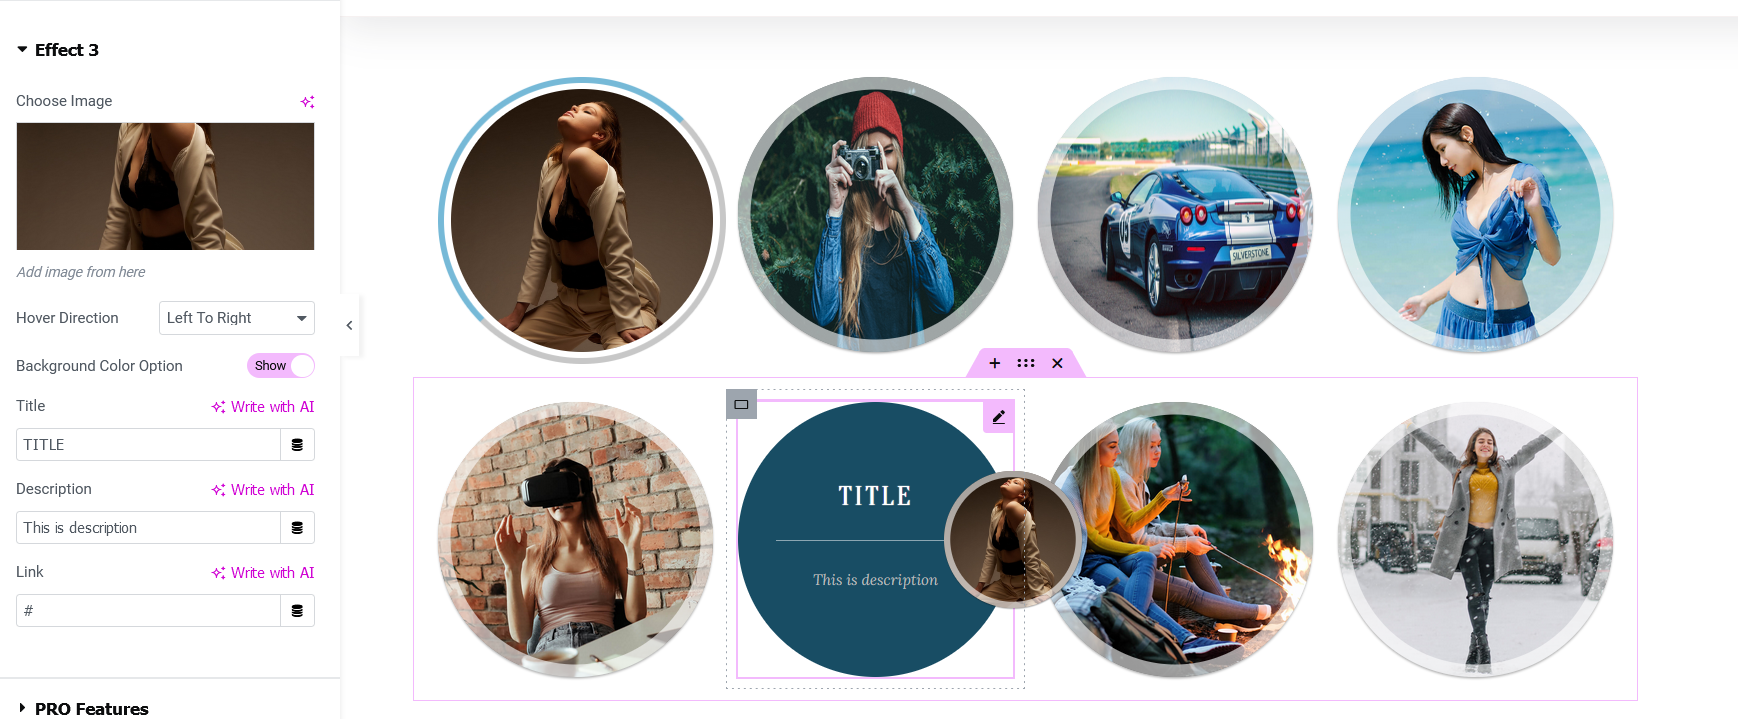 Effect 3
Choose Image
Add image from here
Hover Direction
Left To Right
Background Color Option
Show
Title
Write with AI
TITLE
Description
Write with AI
This is description
Link
Write with AI
#
PRO Features
SILVERSTONE
TITLE
This is description